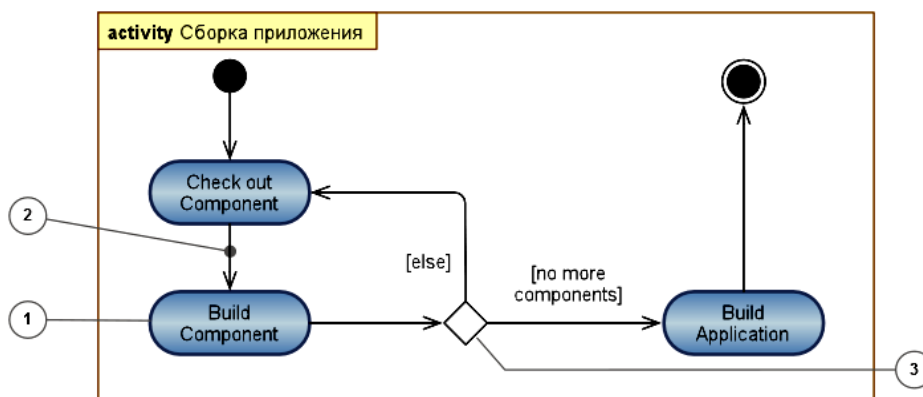 activity Сборка приложения
Check out
Component
2
[else]
[no more
components]
1
Build
Component
Build
Application
3